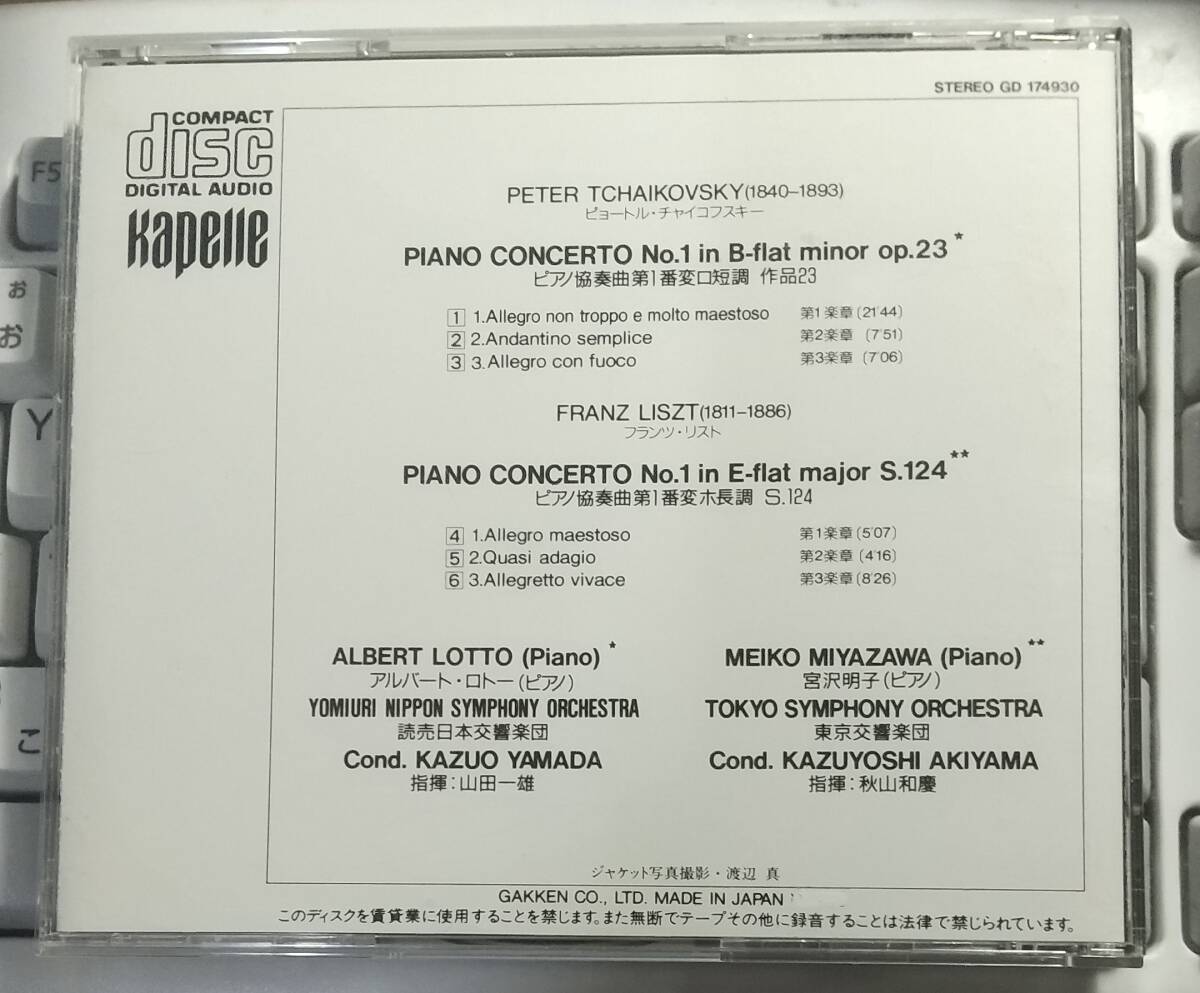 STEREO GD 174930
COMPACT
disc
DIGITAL AUDIO
Kapelle
PETER TCHAIKOVSKY(1840–1893)
ピョートル・チャイコフスキー
PIANO CONCERTO No.1 in B-flat minor op.23*
ピアノ協奏曲第1番変ロ短調 作品23
1 1.Allegro non troppo e molto maestoso 第1楽章(21'44)
2 2.Andantino semplice 第2楽章 (7'51)
3 3.Allegro con fuoco 第3楽章 (7'06)
FRANZ LISZT(1811–1886)
フランツ・リスト
PIANO CONCERTO No.1 in E-flat major S.124**
ピアノ協奏曲第1番変ホ長調 S.124
4 1.Allegro maestoso 第1楽章(5'07)
5 2.Quasi adagio 第2楽章(4'16)
6 3.Allegretto vivace 第3楽章(8'26)
ALBERT LOTTO (Piano)*
アルバート・ロトー(ピアノ)
YOMIURI NIPPON SYMPHONY ORCHESTRA
読売日本交響楽団
Cond. KAZUO YAMADA
指揮:山田一雄
MEIKO MIYAZAWA (Piano)**
宮沢明子(ピアノ)
TOKYO SYMPHONY ORCHESTRA
東京交響楽団
Cond. KAZUYOSHI AKIYAMA
指揮:秋山和慶
ジャケット写真撮影・渡辺 真
GAKKEN CO., LTD. MADE IN JAPAN
このディスクを賃貸業に使用することを禁じます。また無断でテープその他に録音することは法律で禁じられています。
F5
ぉ
お
Y
こ